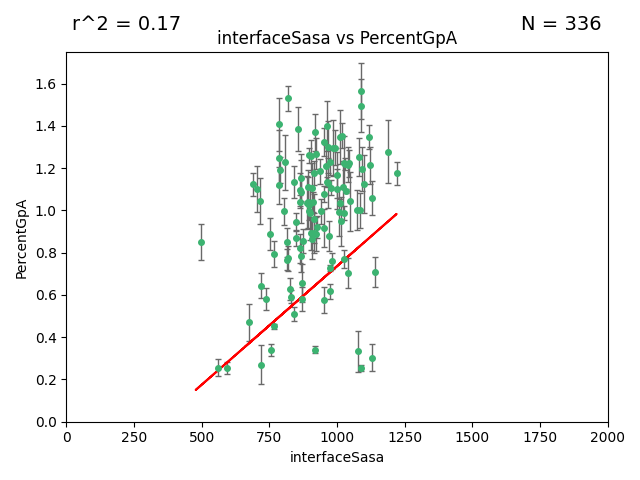 r^2 = 0.17
N = 336
interfaceSasa vs PercentGpA
PercentGpA
1.6
1.4
1.2
1.0
0.8
0.6
0.4
0.2
0.0
0 250 500 750 1000 1250 1500 1750 2000
interfaceSasa